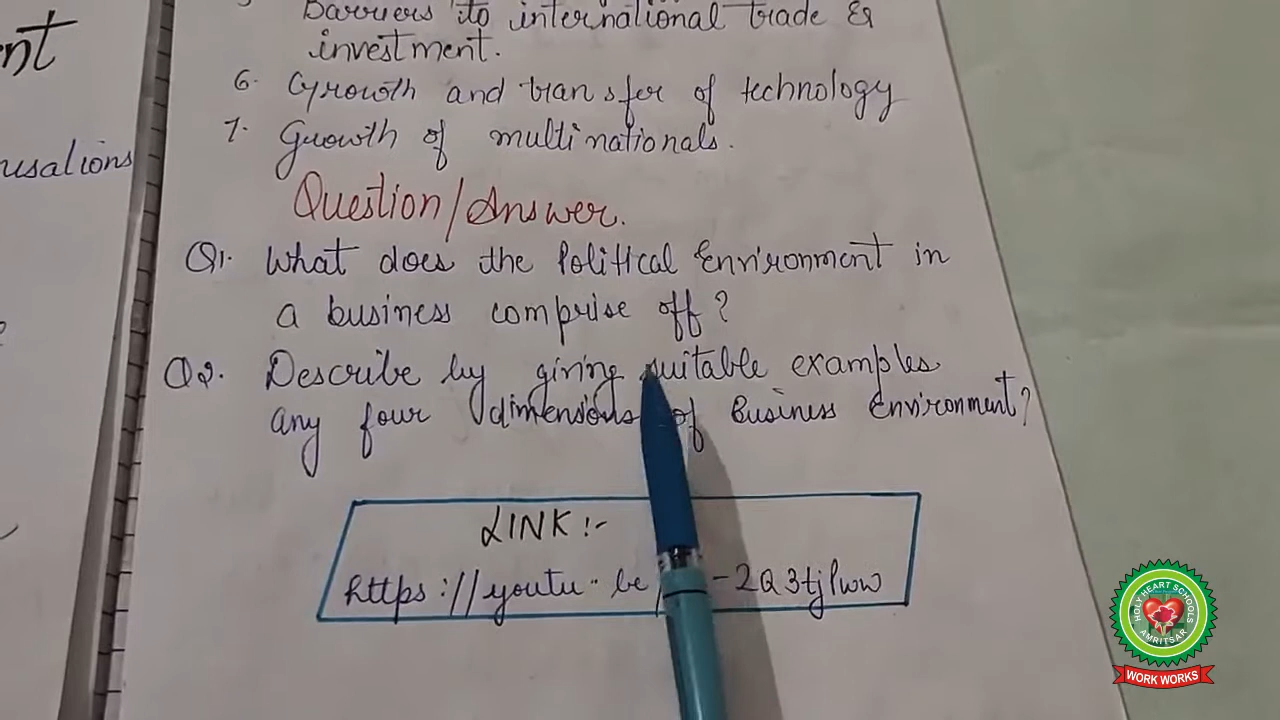 nt
usations
Barriers to international trade &
investment.
6. Growth and transfer of technology
7. Growth of multinationals.
Question/Answer.
Q1. What does the Political Environment in
a business comprise off?
Q2. Describe by giving suitable examples
any four dimensions of Business Environment?
LINK:-
https://youtu.be/ -2Q3tjlww
HOLY HEART SCHOOLS
AMRITSAR
WORK WORKS